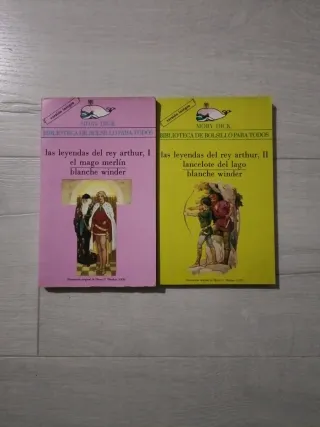 MOBY DICK
BIBLIOTECA DE BOLSILLO PARA TODOS
las leyendas del rey arthur, I
el mago merlín
blanche winder
MOBY DICK
BIBLIOTECA DE BOLSILLO PARA TODOS
las leyendas del rey arthur, II
lancelote del lago
blanche winder